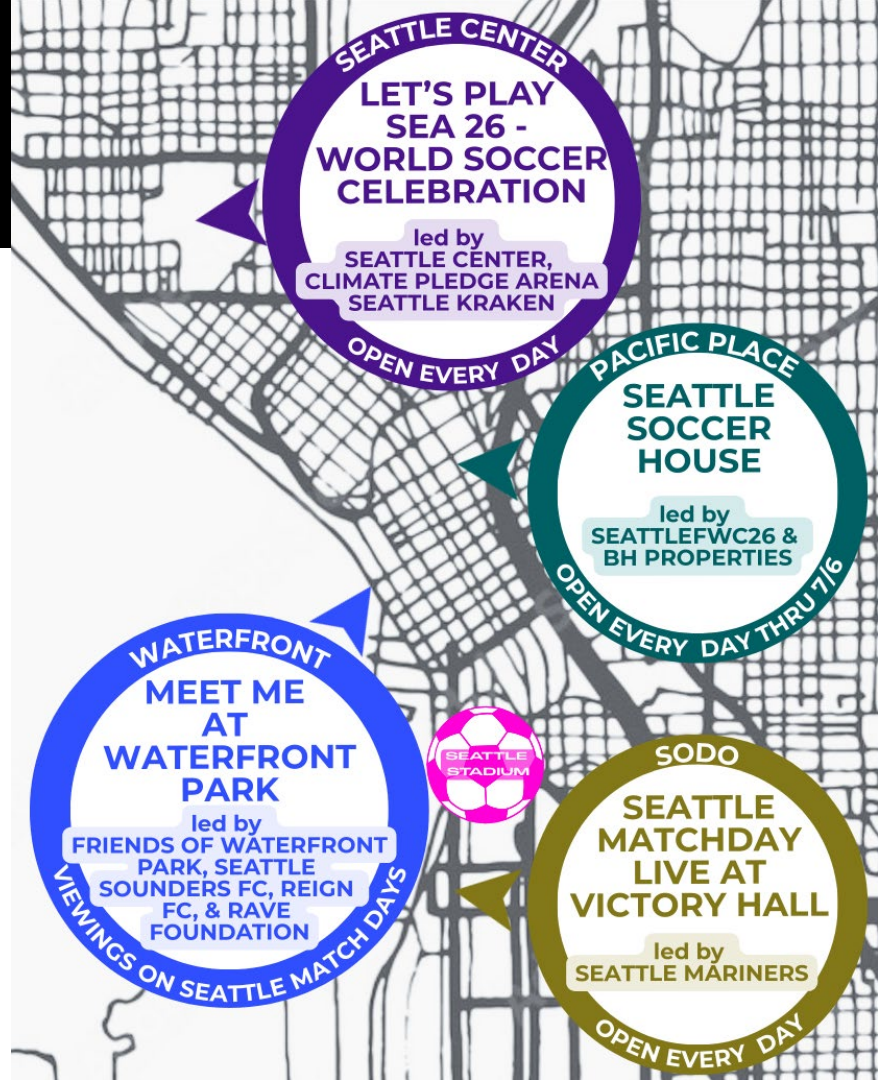 SEATTLE CENTER
LET'S PLAY
SEA 26 -
WORLD SOCCER
CELEBRATION
led by
SEATTLE CENTER,
CLIMATE PLEDGE ARENA
SEATTLE KRAKEN
OPEN EVERY DAY
PACIFIC PLACE
SEATTLE
SOCCER
HOUSE
led by
SEATTLEFWC26 &
BH PROPERTIES
OPEN EVERY DAY THRU 7/6
WATERFRONT
MEET ME
AT
WATERFRONT
PARK
led by
FRIENDS OF WATERFRONT
PARK, SEATTLE
SOUNDERS FC, REIGN
FC, & RAVE
FOUNDATION
VIEWINGS ON SEATTLE MATCH DAYS
SEATTLE
STADIUM
SODO
SEATTLE
MATCHDAY
LIVE AT
VICTORY HALL
led by
SEATTLE MARINERS
OPEN EVERY DAY